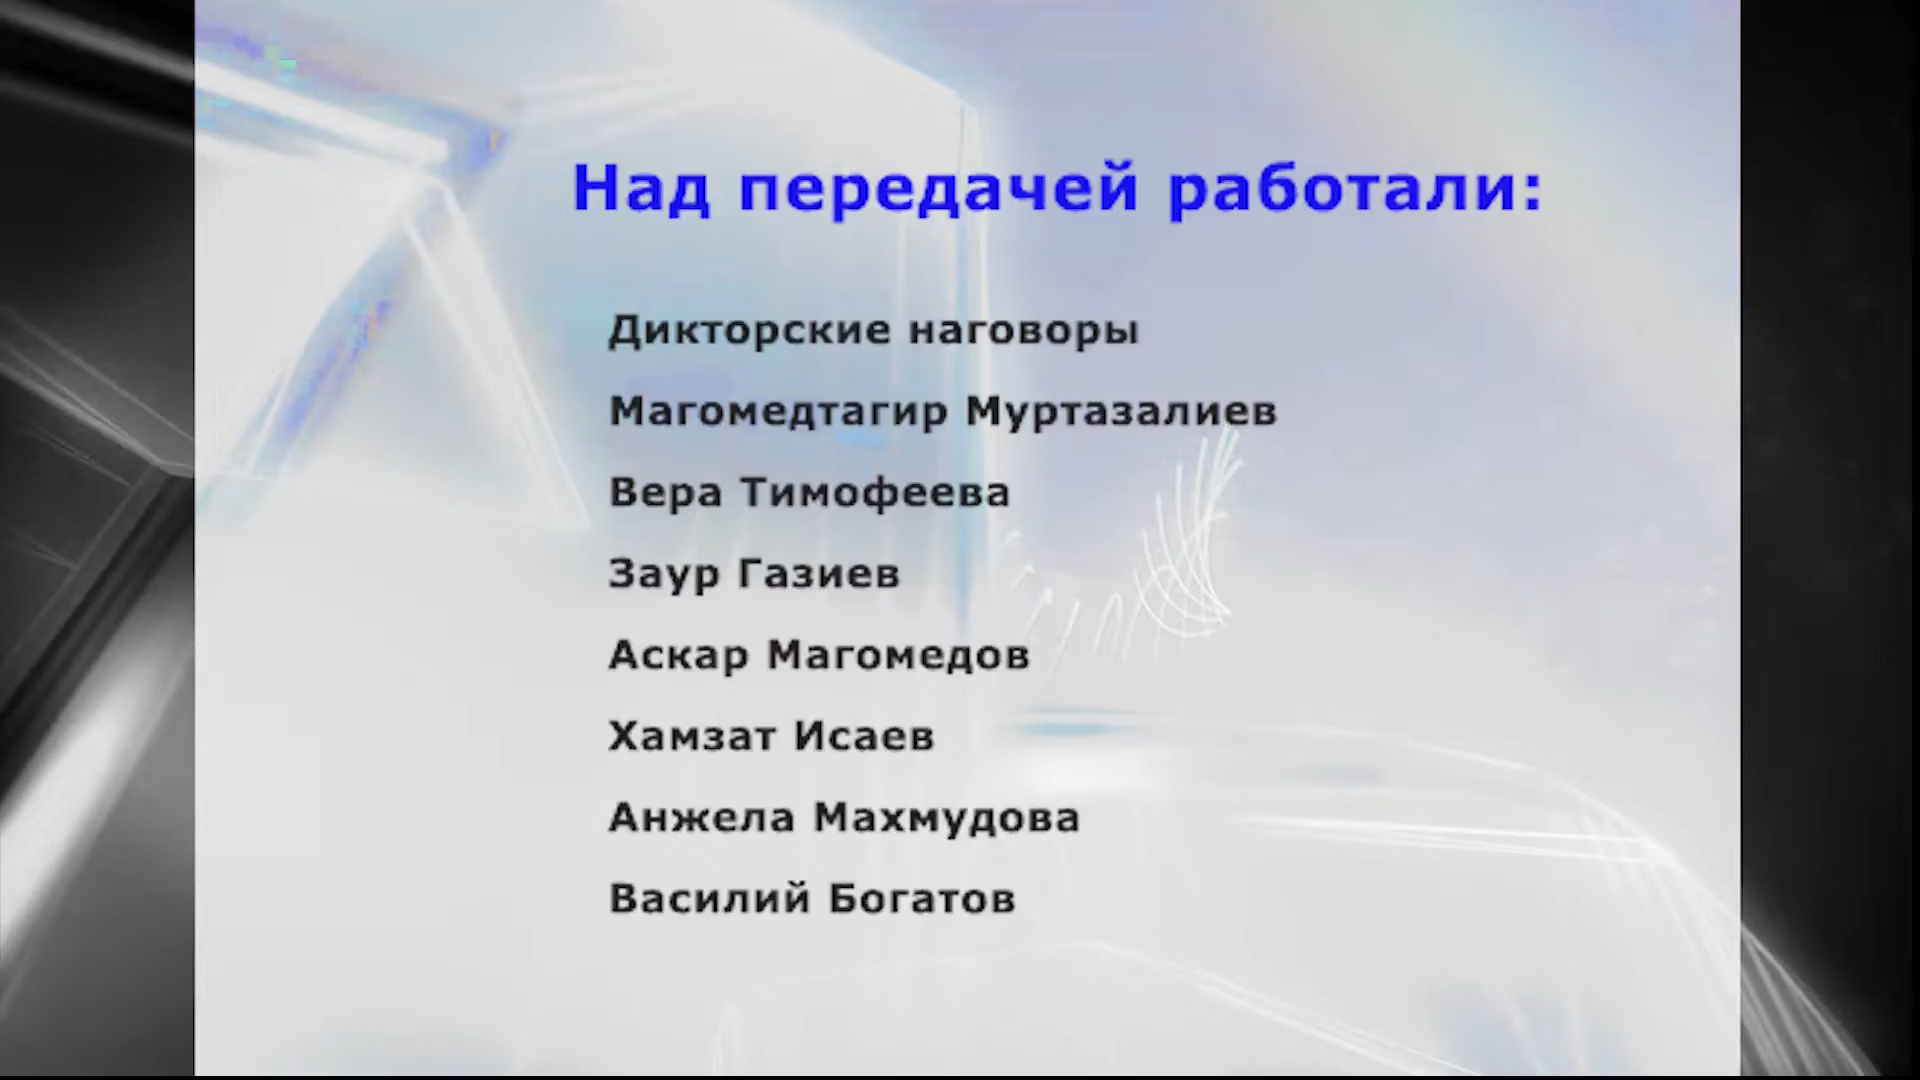 Над передачей работали:
Дикторские наговоры
Магомедтагир Муртазалиев
Вера Тимофеева
Заур Газиев
Аскар Магомедов
Хамзат Исаев
Анжела Махмудова
Василий Богатов